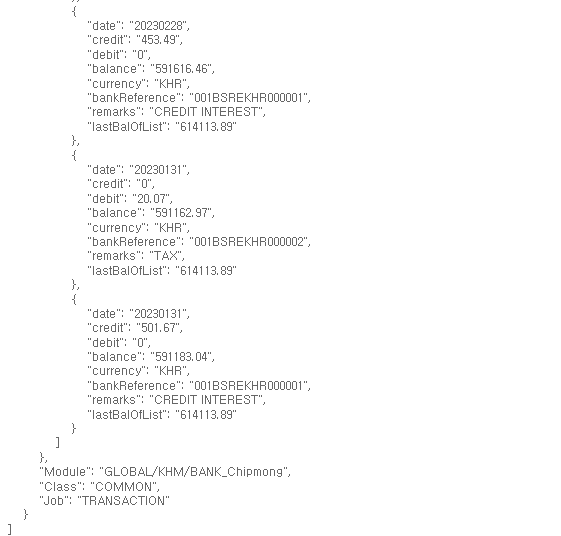 },
{
"date": "20230228",
"credit": "453.49",
"debit": "0",
"balance": "591616.46",
"currency": "KHR",
"bankReference": "001BSREKHR000001",
"remarks": "CREDIT INTEREST",
"lastBalOfList": "614113.89"
},
{
"date": "20230131",
"credit": "0",
"debit": "20.07",
"balance": "591162.97",
"currency": "KHR",
"bankReference": "001BSREKHR000002",
"remarks": "TAX",
"lastBalOfList": "614113.89"
},
{
"date": "20230131",
"credit": "501.67",
"debit": "0",
"balance": "591183.04",
"currency": "KHR",
"bankReference": "001BSREKHR000001",
"remarks": "CREDIT INTEREST",
"lastBalOfList": "614113.89"
}
]
},
"Module": "GLOBAL/KHM/BANK_Chipmong",
"Class": "COMMON",
"Job": "TRANSACTION"
}
]